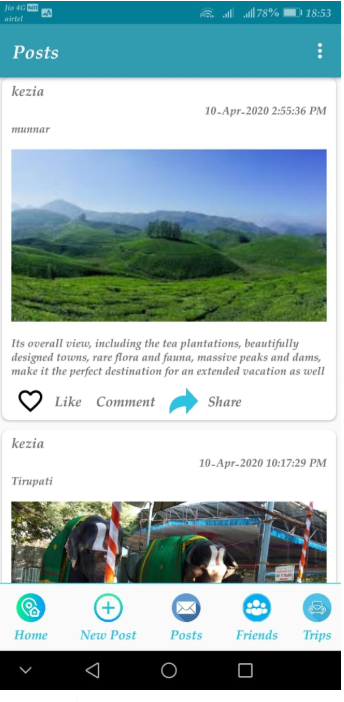 Jio 4G VoLTE
airtel
78% 18:53
Posts
kezia
10-Apr-2020 2:55:36 PM
munnar
Its overall view, including the tea plantations, beautifully
designed towns, rare flora and fauna, massive peaks and dams,
make it the perfect destination for an extended vacation as well
Like Comment Share
kezia
10-Apr-2020 10:17:29 PM
Tirupati
Home New Post Posts Friends Trips